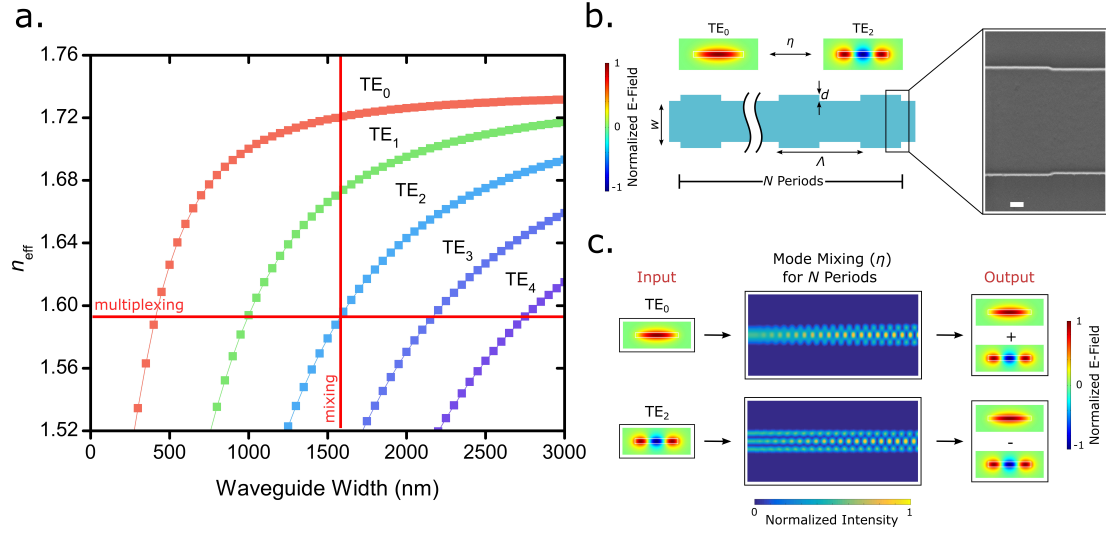 a.
1.76
1.72
1.68
1.64
1.60
1.56
1.52
n_eff
0
500
1000
1500
2000
2500
3000
Waveguide Width (nm)
TE0
TE1
TE2
TE3
TE4
multiplexing
mixing
b.
TE0
η
TE2
1
0
-1
Normalized E-Field
w
d
Λ
N Periods
c.
Input
Mode Mixing (η)
for N Periods
Output
TE0
+
TE2
-
0
1
Normalized Intensity
1
0
-1
Normalized E-Field